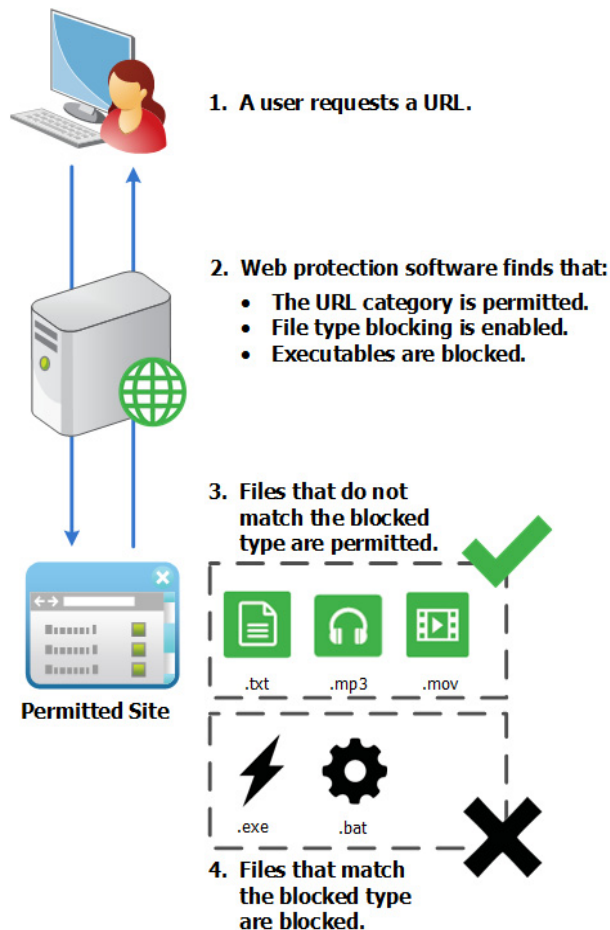 1. A user requests a URL.
2. Web protection software finds that:
• The URL category is permitted.
• File type blocking is enabled.
• Executables are blocked.
3. Files that do not
match the blocked
type are permitted.
.txt .mp3 .mov
Permitted Site
.exe .bat
4. Files that match
the blocked type
are blocked.